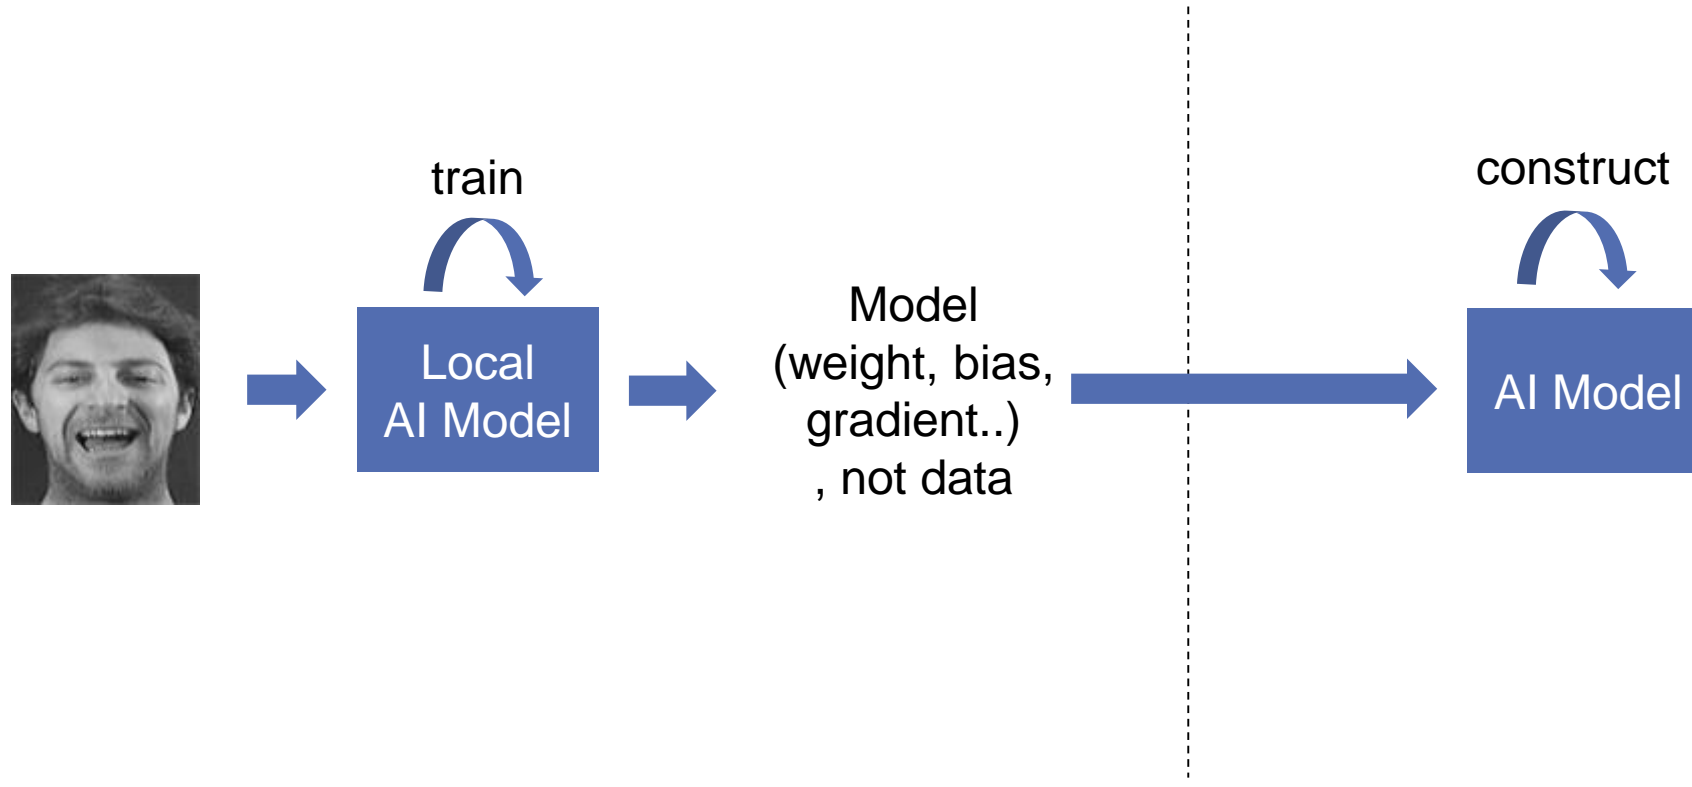 train
Local
AI Model
Model
(weight, bias,
gradient..)
, not data
construct
AI Model